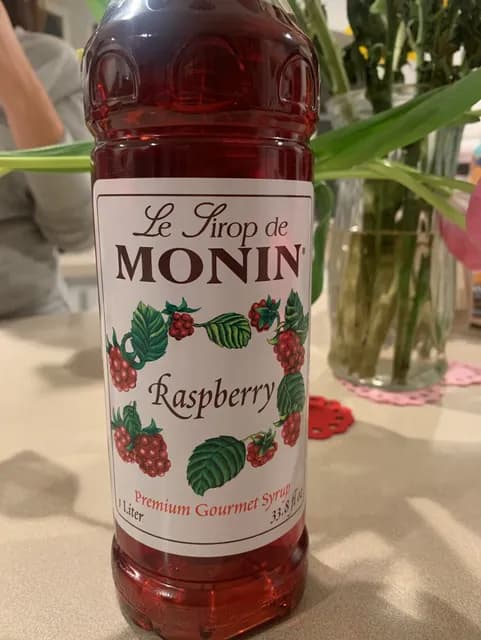 Le Sirop de
MONIN
Raspberry
Premium Gourmet Syrup
1 Liter
33.8 fl oz